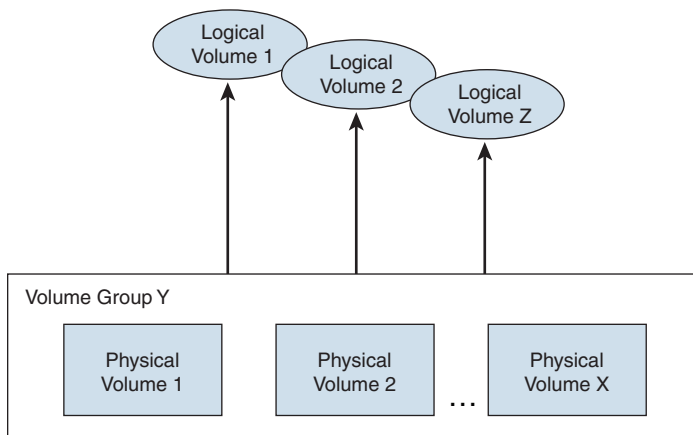 Logical
Volume 1
Logical
Volume 2
Logical
Volume Z
Volume Group Y
Physical
Volume 1
Physical
Volume 2
...
Physical
Volume X